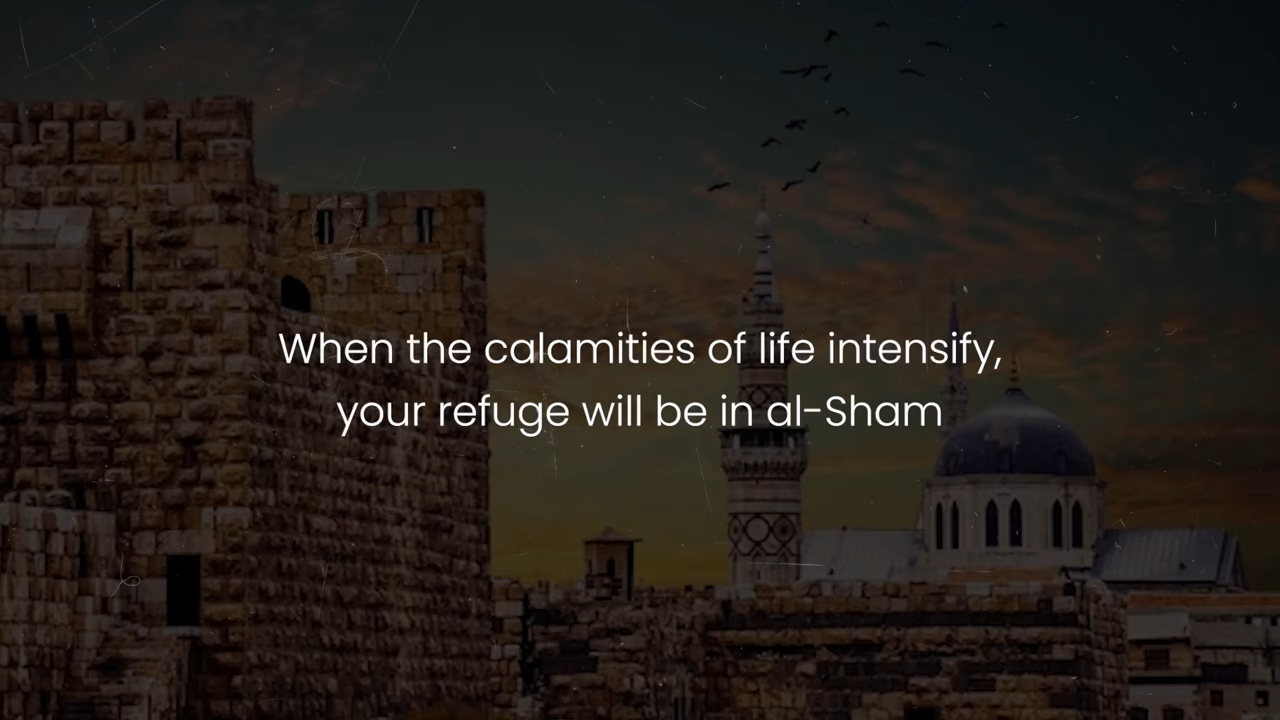 When the calamities of life intensify,
your refuge will be in al-Sham